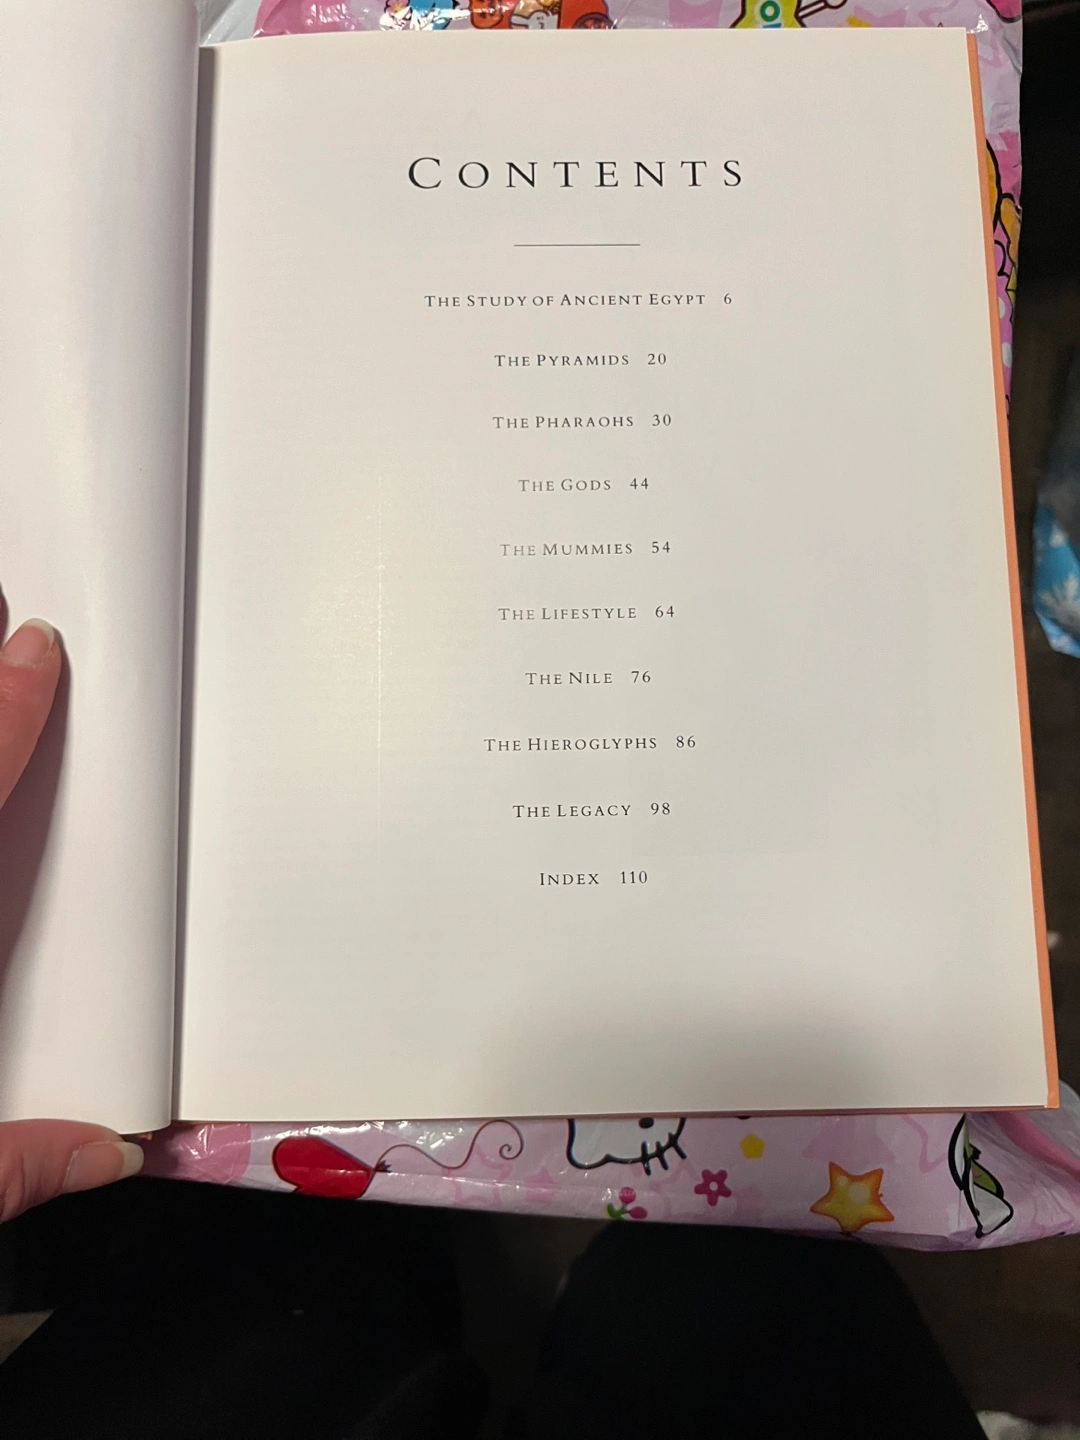 CONTENTS
THE STUDY OF ANCIENT EGYPT 6
THE PYRAMIDS 20
THE PHARAOHS 30
THE GODS 44
THE MUMMIES 54
THE LIFESTYLE 64
THE NILE 76
THE HIEROGLYPHS 86
THE LEGACY 98
INDEX 110